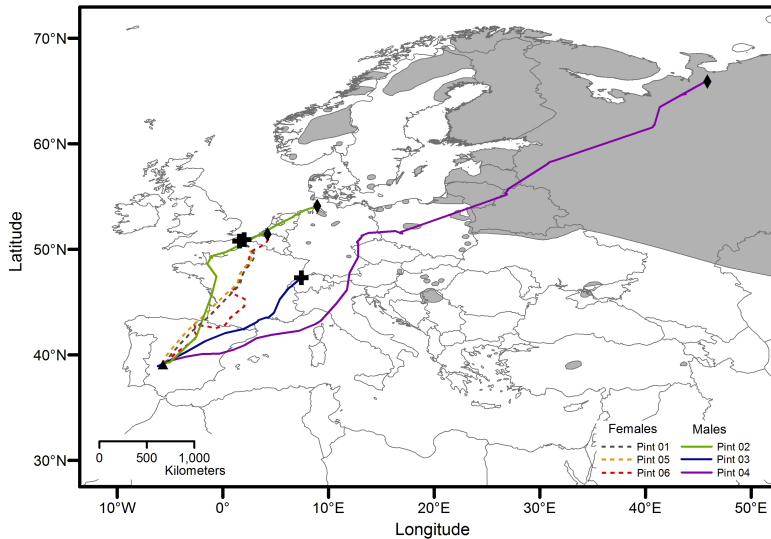 70°N
60°N
50°N
40°N
30°N
Latitude
10°W 0° 10°E 20°E 30°E 40°E 50°E
Longitude
0 500 1,000
Kilometers
Females Males
Pint 01 Pint 02
Pint 05 Pint 03
Pint 06 Pint 04